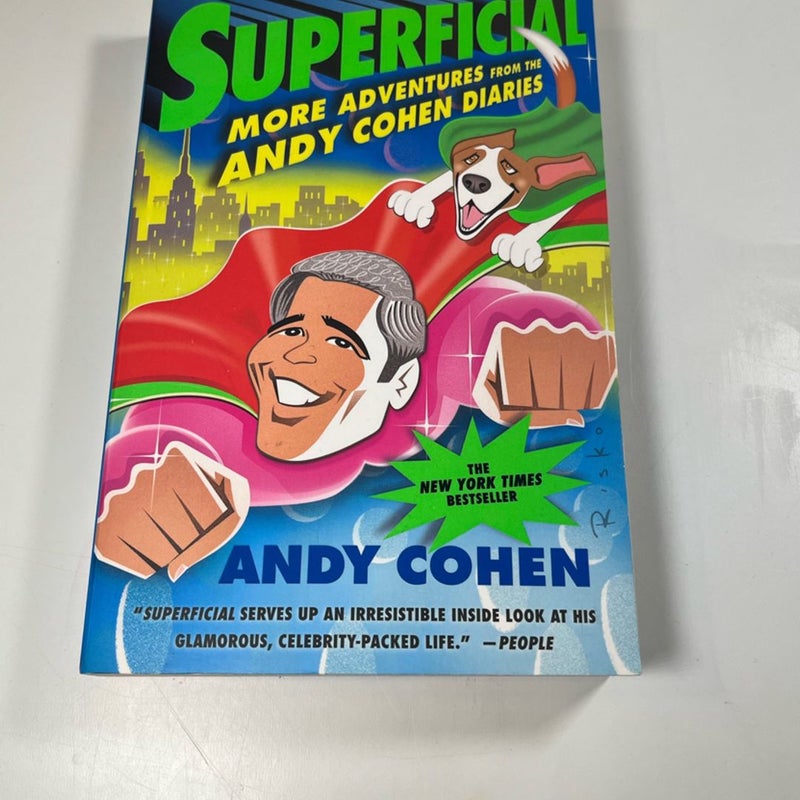 SUPERFICIAL
MORE ADVENTURES FROM THE
ANDY COHEN DIARIES
THE
NEW YORK TIMES
BESTSELLER
Risko
ANDY COHEN
"SUPERFICIAL SERVES UP AN IRRESISTIBLE INSIDE LOOK AT HIS
GLAMOROUS, CELEBRITY-PACKED LIFE." —PEOPLE